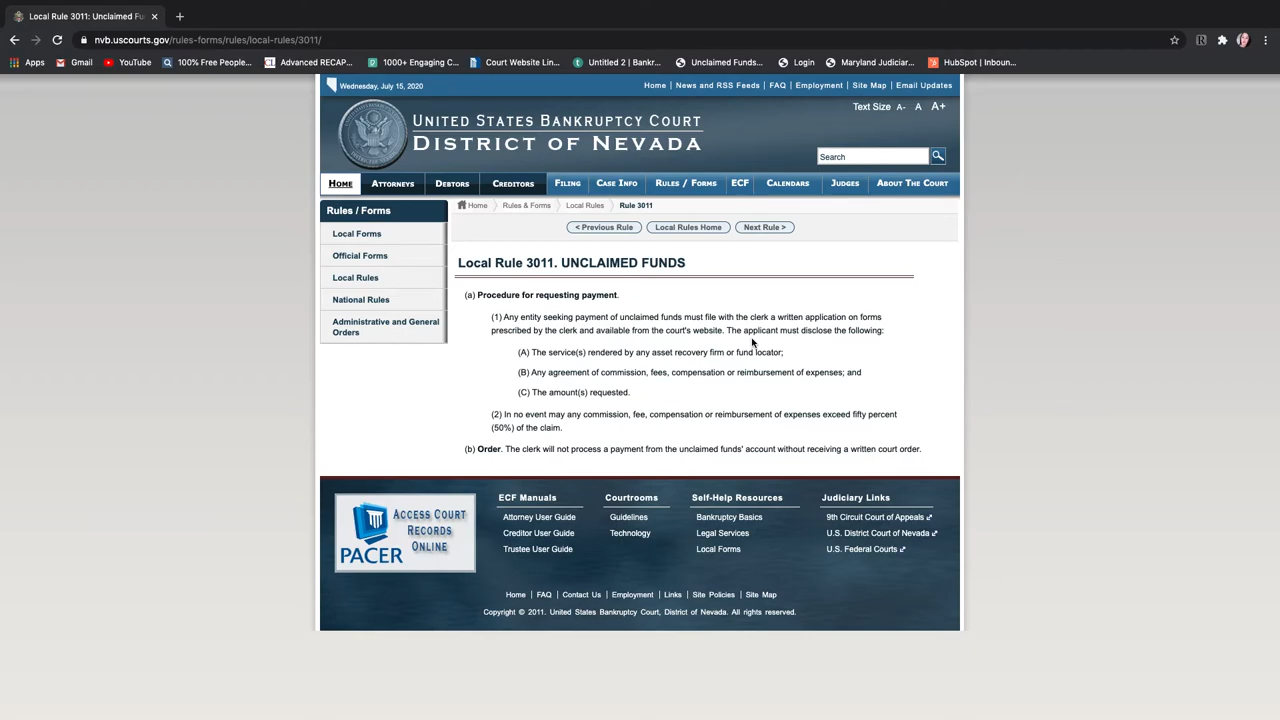 Local Rule 3011: Unclaimed Fu
nvb.uscourts.gov/rules-forms/rules/local-rules/3011/
Apps Gmail YouTube 100% Free People... Advanced RECAP... 1000+ Engaging C... Court Website Lin... Untitled 2 | Bankr... Unclaimed Funds... Login Maryland Judiciar... HubSpot | Inboun...
Wednesday, July 15, 2020
Home | News and RSS Feeds | FAQ | Employment | Site Map | Email Updates
Text Size A- A A+
UNITED STATES BANKRUPTCY COURT
DISTRICT OF NEVADA
Search
HOME ATTORNEYS DEBTORS CREDITORS FILING CASE INFO RULES / FORMS ECF CALENDARS JUDGES ABOUT THE COURT
Rules / Forms
Local Forms
Official Forms
Local Rules
National Rules
Administrative and General
Orders
Home Rules & Forms Local Rules Rule 3011
< Previous Rule Local Rules Home Next Rule >
Local Rule 3011. UNCLAIMED FUNDS
(a) Procedure for requesting payment.
(1) Any entity seeking payment of unclaimed funds must file with the clerk a written application on forms
prescribed by the clerk and available from the court's website. The applicant must disclose the following:
(A) The service(s) rendered by any asset recovery firm or fund locator;
(B) Any agreement of commission, fees, compensation or reimbursement of expenses; and
(C) The amount(s) requested.
(2) In no event may any commission, fee, compensation or reimbursement of expenses exceed fifty percent
(50%) of the claim.
(b) Order. The clerk will not process a payment from the unclaimed funds' account without receiving a written court order.
PACER
ACCESS COURT
RECORDS
ONLINE
ECF Manuals
Attorney User Guide
Creditor User Guide
Trustee User Guide
Courtrooms
Guidelines
Technology
Self-Help Resources
Bankruptcy Basics
Legal Services
Local Forms
Judiciary Links
9th Circuit Court of Appeals
U.S. District Court of Nevada
U.S. Federal Courts
Home | FAQ | Contact Us | Employment | Links | Site Policies | Site Map
Copyright © 2011. United States Bankruptcy Court, District of Nevada. All rights reserved.